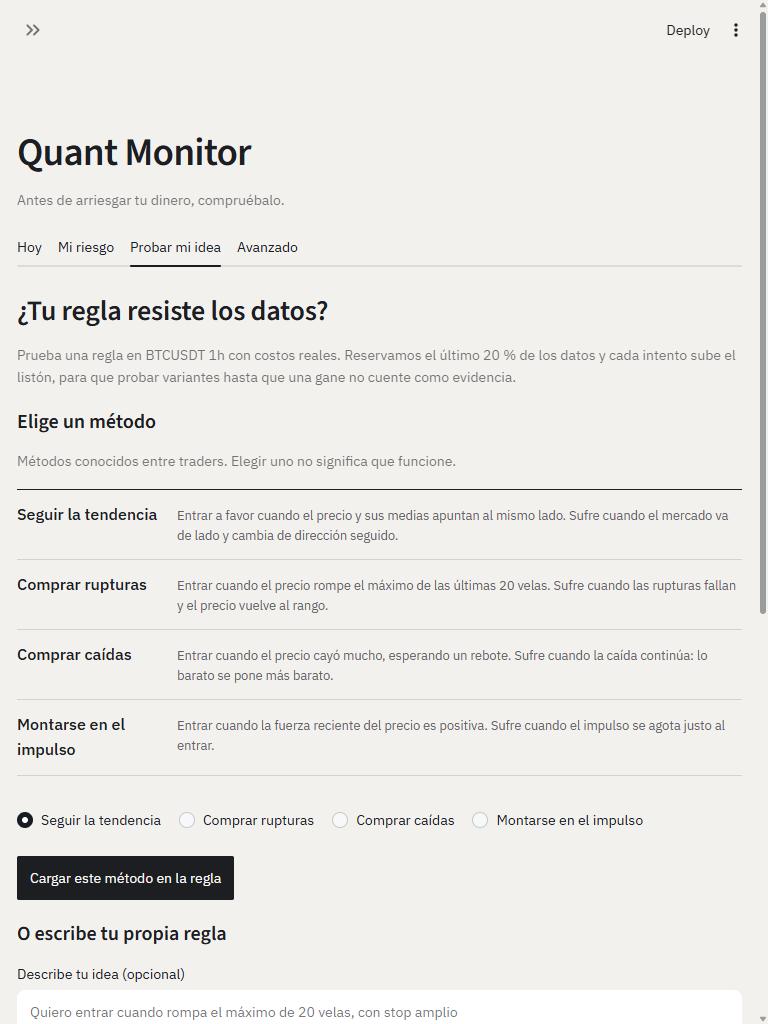 Deploy
Quant Monitor
Antes de arriesgar tu dinero, compruébalo.
Hoy
Mi riesgo
Probar mi idea
Avanzado
¿Tu regla resiste los datos?
Prueba una regla en BTCUSDT 1h con costos reales. Reservamos el último 20 % de los datos y cada intento sube el
listón, para que probar variantes hasta que una gane no cuente como evidencia.
Elige un método
Métodos conocidos entre traders. Elegir uno no significa que funcione.
Seguir la tendencia
Entrar a favor cuando el precio y sus medias apuntan al mismo lado. Sufre cuando el mercado va
de lado y cambia de dirección seguido.
Comprar rupturas
Entrar cuando el precio rompe el máximo de las últimas 20 velas. Sufre cuando las rupturas fallan
y el precio vuelve al rango.
Comprar caídas
Entrar cuando el precio cayó mucho, esperando un rebote. Sufre cuando la caída continúa: lo
barato se pone más barato.
Montarse en el
impulso
Entrar cuando la fuerza reciente del precio es positiva. Sufre cuando el impulso se agota justo al
entrar.
Seguir la tendencia
Comprar rupturas
Comprar caídas
Montarse en el impulso
Cargar este método en la regla
O escribe tu propia regla
Describe tu idea (opcional)
Quiero entrar cuando rompa el máximo de 20 velas, con stop amplio